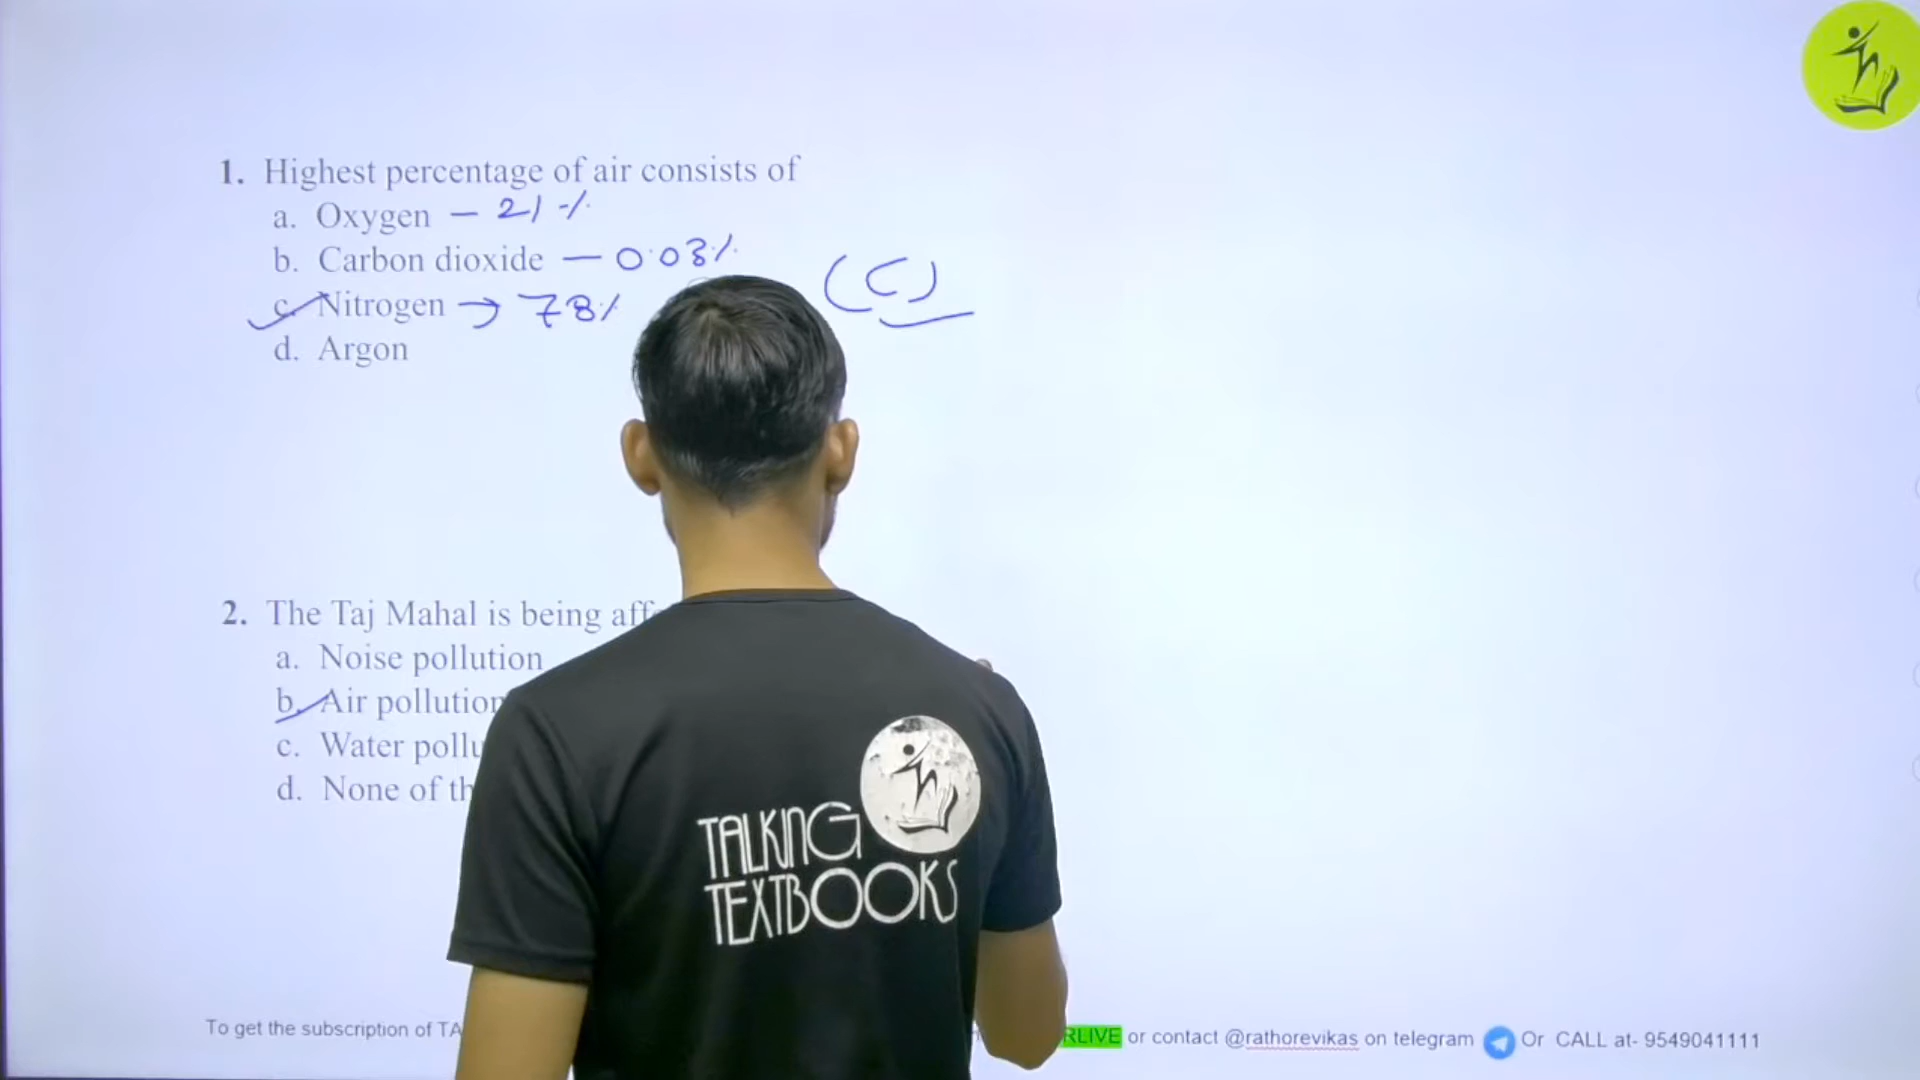 1. Highest percentage of air consists of
a. Oxygen — 21 %
b. Carbon dioxide — 0.03%
c. Nitrogen → 78%
(C)
d. Argon
2. The Taj Mahal is being aff
a. Noise pollution
b. Air pollution
c. Water pollu
d. None of th
TALKING
TEXTBOOKS
To get the subscription of TA RLIVE or contact @rathorevikas on telegram Or CALL at- 9549041111